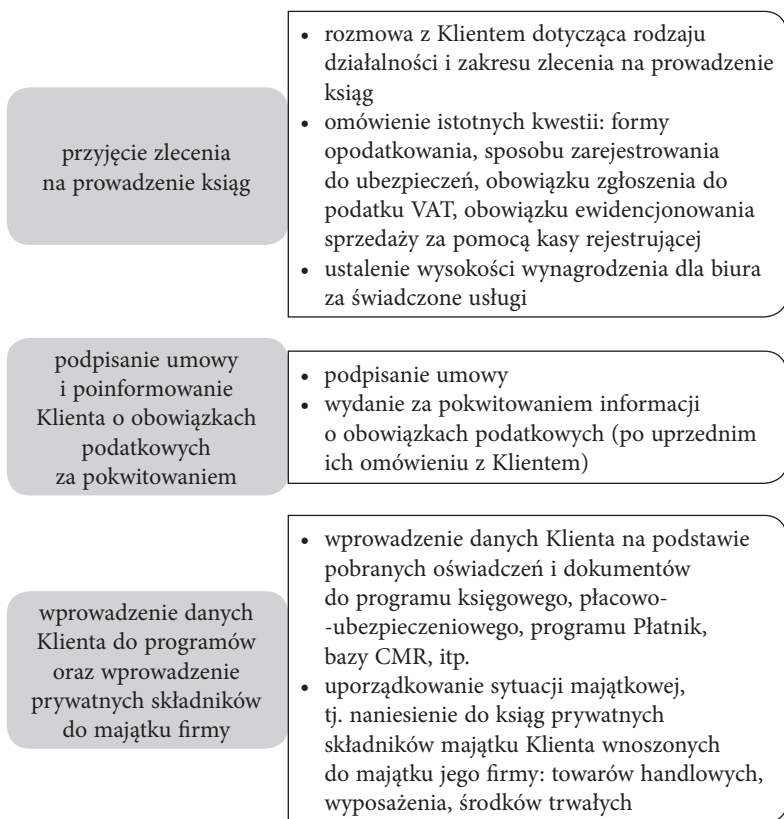 przyjęcie zlecenia
na prowadzenie ksiąg
• rozmowa z Klientem dotycząca rodzaju
działalności i zakresu zlecenia na prowadzenie
ksiąg
• omówienie istotnych kwestii: formy
opodatkowania, sposobu zarejestrowania
do ubezpieczeń, obowiązku zgłoszenia do
podatku VAT, obowiązku ewidencjonowania
sprzedaży za pomocą kasy rejestrującej
• ustalenie wysokości wynagrodzenia dla biura
za świadczone usługi
podpisanie umowy
i poinformowanie
Klienta o obowiązkach
podatkowych
za pokwitowaniem
• podpisanie umowy
• wydanie za pokwitowaniem informacji
o obowiązkach podatkowych (po uprzednim
ich omówieniu z Klientem)
wprowadzenie danych
Klienta do programów
oraz wprowadzenie
prywatnych składników
do majątku firmy
• wprowadzenie danych Klienta na podstawie
pobranych oświadczeń i dokumentów
do programu księgowego, płacowo-
-ubezpieczeniowego, programu Płatnik,
bazy CMR, itp.
• uporządkowanie sytuacji majątkowej,
tj. naniesienie do ksiąg prywatnych
składników majątku Klienta wnoszonych
do majątku jego firmy: towarów handlowych,
wyposażenia, środków trwałych